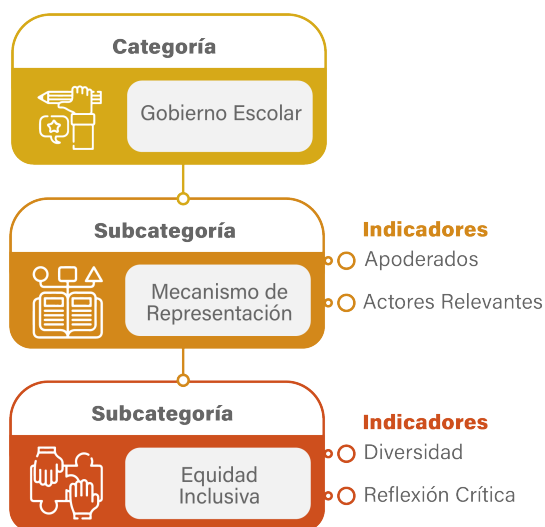 Categoría
Gobierno Escolar
Subcategoría
Mecanismo de
Representación
Indicadores
Apoderados
Actores Relevantes
Subcategoría
Equidad
Inclusiva
Indicadores
Diversidad
Reflexión Crítica